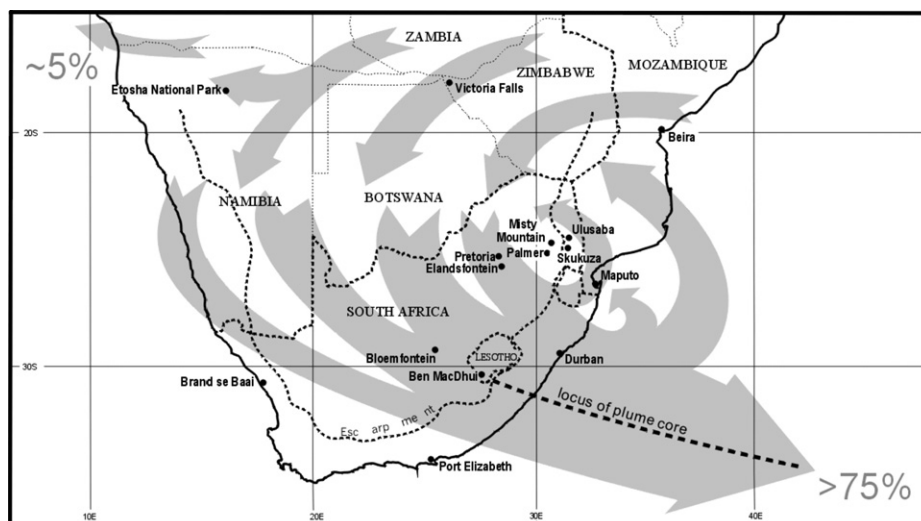 ZAMBIA
~5%
ZIMBABWE
MOZAMBIQUE
Etosha National Park
Victoria Falls
20S
Beira
NAMIBIA
BOTSWANA
Misty
Mountain
Ulusaba
Pretoria
Palmer
Skukuza
Elandsfontein
Maputo
SOUTH AFRICA
Bloemfontein
LESOTHO
Durban
30S
Ben MacDhui
Brand se Baai
locus of plume core
Esc arp me nt
Port Elizabeth
>75%
10E
20E
30E
40E